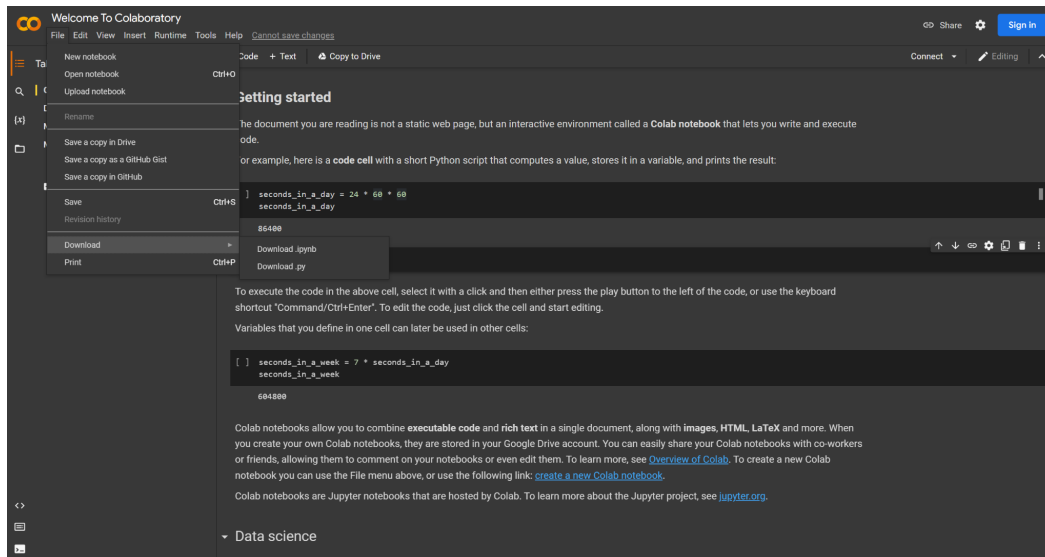 Welcome To Colaboratory
File Edit View Insert Runtime Tools Help Cannot save changes
Share
Sign in
Code + Text Copy to Drive
Connect
Editing
New notebook
Open notebook Ctrl+O
Upload notebook
Rename
Save a copy in Drive
Save a copy as a GitHub Gist
Save a copy in GitHub
Save Ctrl+S
Revision history
Download
Print Ctrl+P
Download .ipynb
Download .py
{x}
Getting started
The document you are reading is not a static web page, but an interactive environment called a Colab notebook that lets you write and execute
code.
For example, here is a code cell with a short Python script that computes a value, stores it in a variable, and prints the result:
] seconds_in_a_day = 24 * 60 * 60
seconds_in_a_day
86400
To execute the code in the above cell, select it with a click and then either press the play button to the left of the code, or use the keyboard
shortcut "Command/Ctrl+Enter". To edit the code, just click the cell and start editing.
Variables that you define in one cell can later be used in other cells:
[ ] seconds_in_a_week = 7 * seconds_in_a_day
seconds_in_a_week
604800
Colab notebooks allow you to combine executable code and rich text in a single document, along with images, HTML, LaTeX and more. When
you create your own Colab notebooks, they are stored in your Google Drive account. You can easily share your Colab notebooks with co-workers
or friends, allowing them to comment on your notebooks or even edit them. To learn more, see Overview of Colab. To create a new Colab
notebook you can use the File menu above, or use the following link: create a new Colab notebook.
Colab notebooks are Jupyter notebooks that are hosted by Colab. To learn more about the Jupyter project, see jupyter.org.
Data science